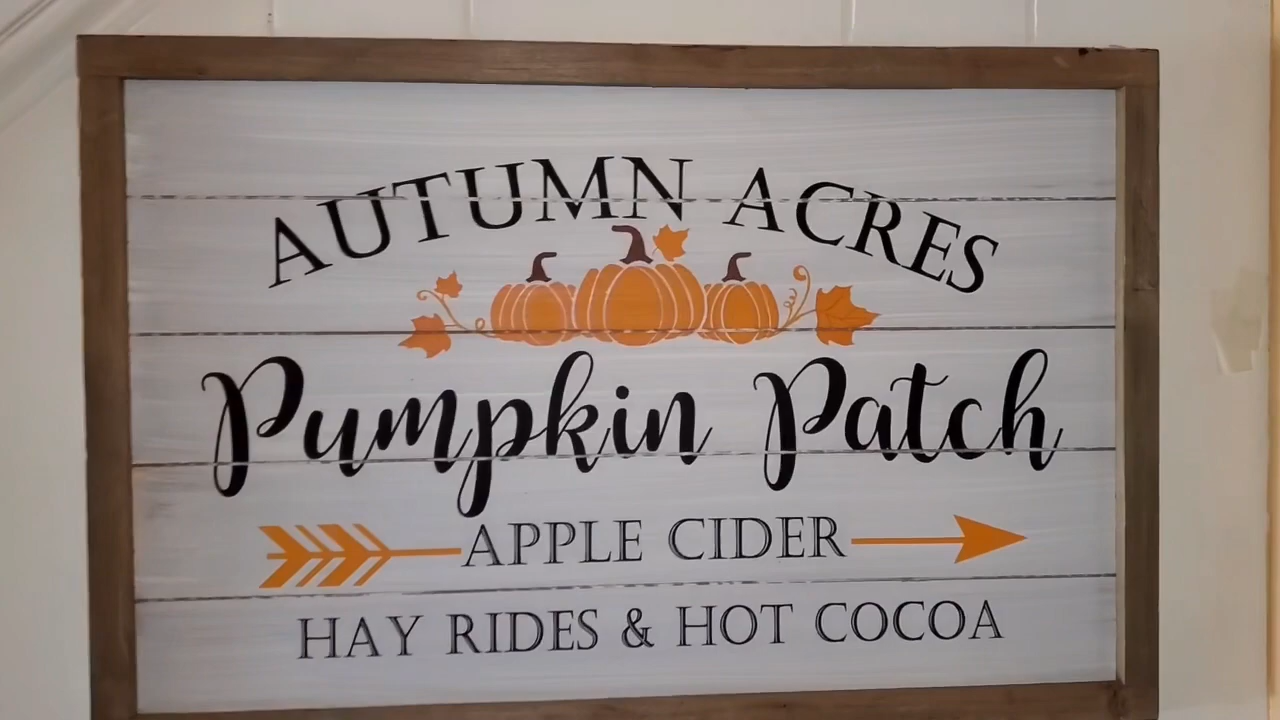 AUTUMN ACRES
Pumpkin Patch
APPLE CIDER
HAY RIDES & HOT COCOA